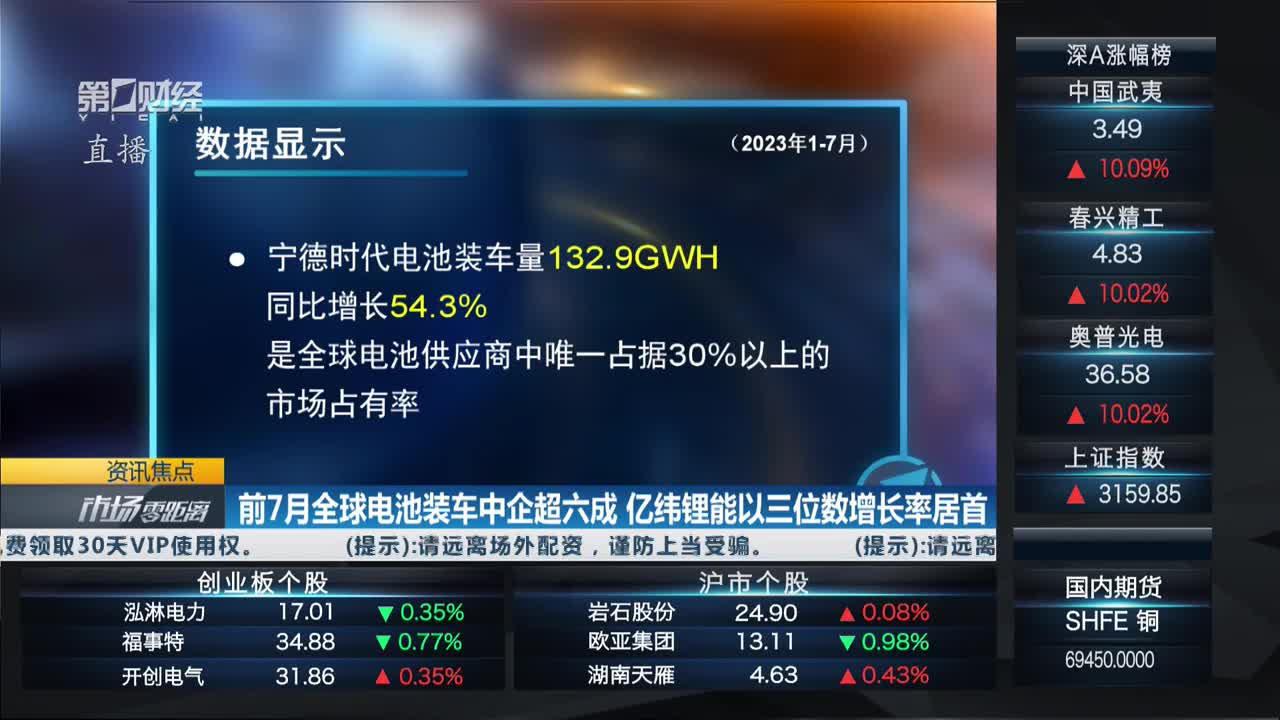 第一财经
YICAI
直播
数据显示
（2023年1-7月）
宁德时代电池装车量132.9GWH
同比增长54.3%
是全球电池供应商中唯一占据30%以上的
市场占有率
资讯焦点
市场零距离
前7月全球电池装车中企超六成 亿纬锂能以三位数增长率居首
费领取30天VIP使用权。 (提示):请远离场外配资，谨防上当受骗。 (提示):请远离
创业板个股
泓淋电力 17.01 ▼0.35%
福事特 34.88 ▼0.77%
开创电气 31.86 ▲0.35%
沪市个股
岩石股份 24.90 ▲0.08%
欧亚集团 13.11 ▼0.98%
湖南天雁 4.63 ▲0.43%
深A涨幅榜
中国武夷
3.49
▲ 10.09%
春兴精工
4.83
▲ 10.02%
奥普光电
36.58
▲ 10.02%
上证指数
▲ 3159.85
国内期货
SHFE 铜
69450.0000